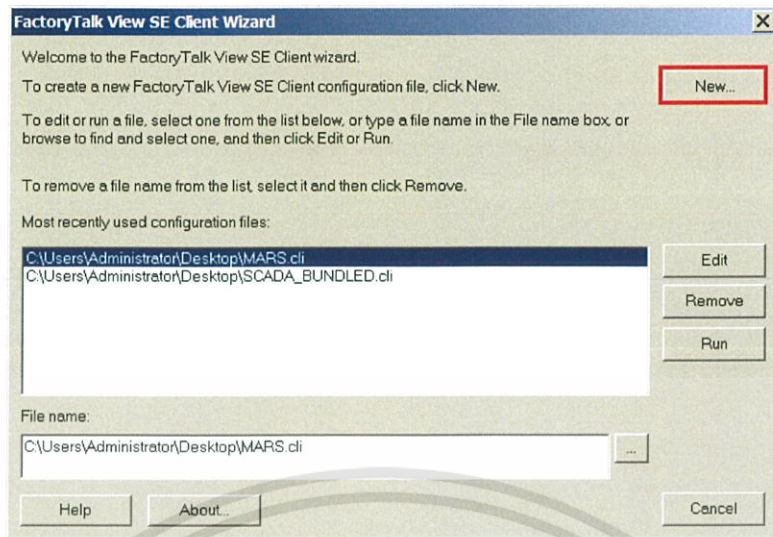 FactoryTalk View SE Client Wizard
Welcome to the FactoryTalk View SE Client wizard.
To create a new FactoryTalk View SE Client configuration file, click New.
New...
To edit or run a file, select one from the list below, or type a file name in the File name box, or
browse to find and select one, and then click Edit or Run.
To remove a file name from the list, select it and then click Remove.
Most recently used configuration files:
C:\Users\Administrator\Desktop\MARS.cli
C:\Users\Administrator\Desktop\SCADA_BUNDLED.cli
Edit
Remove
Run
File name:
C:\Users\Administrator\Desktop\MARS.cli
...
Help
About...
Cancel